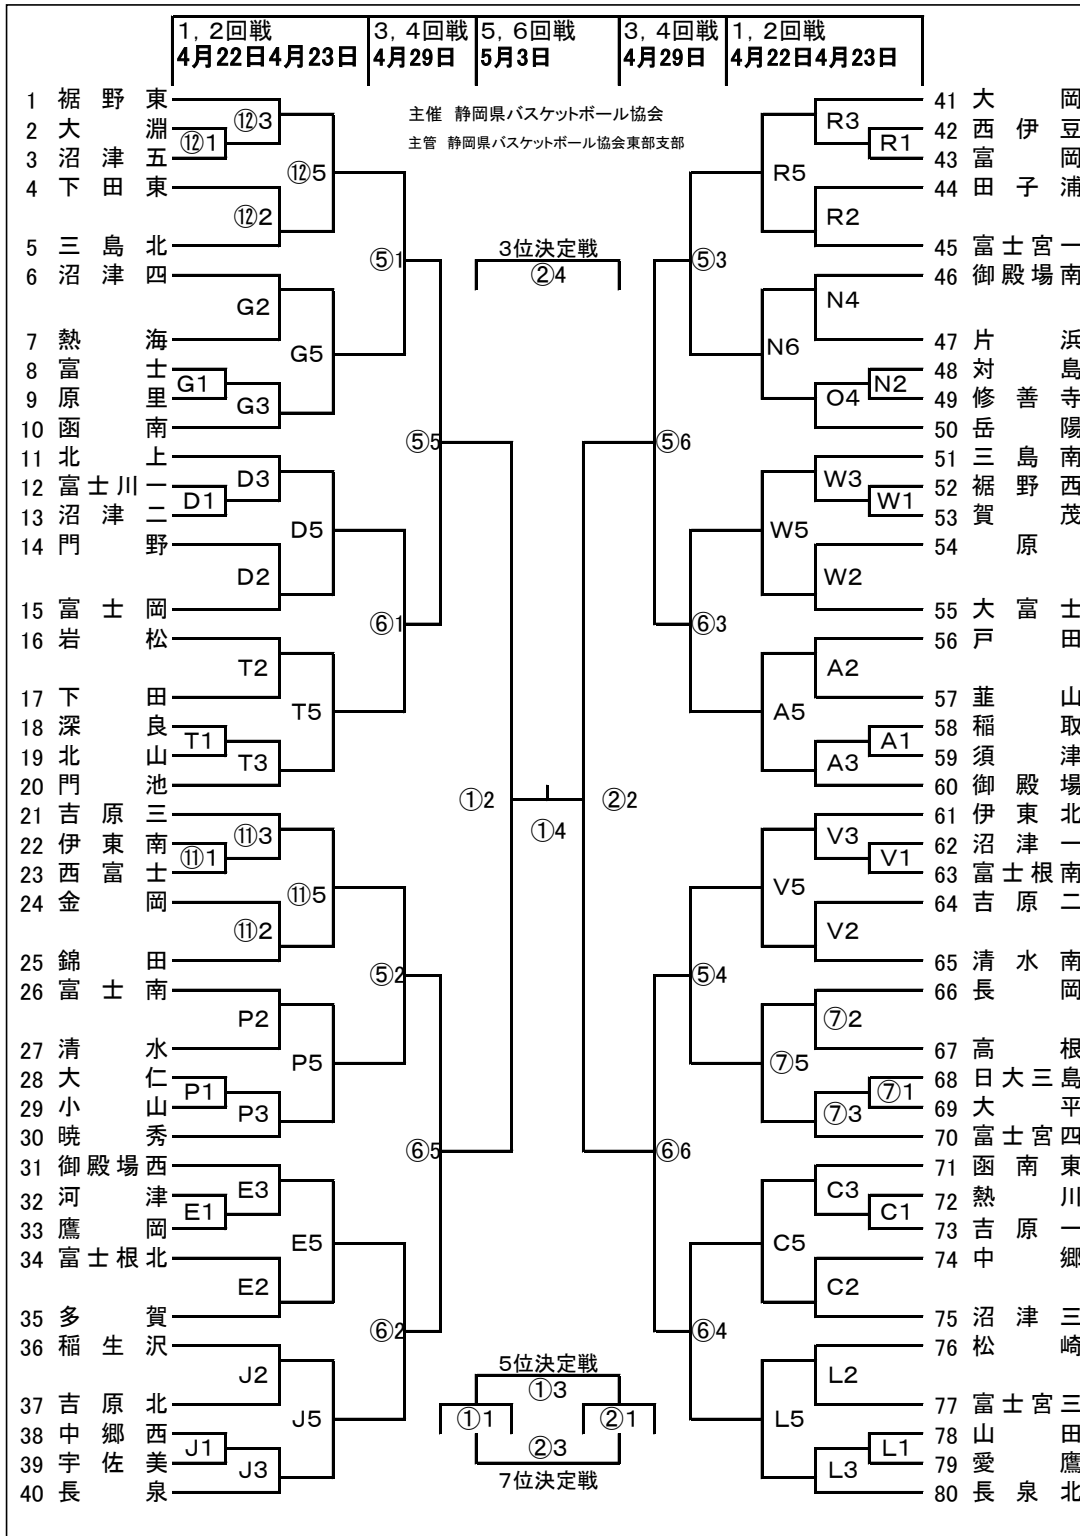 1，2回戦 3，4回戦 5，6回戦 3，4回戦 1，2回戦
4月22日4月23日 4月29日 5月3日 4月29日 4月22日4月23日
主催 静岡県バスケットボール協会
主管 静岡県バスケットボール協会東部支部
1 裾野東
2 大淵
3 沼津五
4 下田東
5 三島北
6 沼津四
7 熱海
8 富士
9 原里
10 函南
11 北上
12 富士川一
13 沼津二
14 門野
15 富士岡
16 岩松
17 下田
18 深良
19 北山
20 門池
21 吉原三
22 伊東南
23 西富士
24 金岡
25 錦田
26 富士南
27 清水
28 大仁
29 小山
30 暁秀
31 御殿場西
32 河津
33 鷹岡
34 富士根北
35 多賀
36 稲生沢
37 吉原北
38 中郷西
39 宇佐美
40 長泉
⑫3
⑫1
⑫5
⑫2
⑤1
G2
G5
G1
G3
⑤5
D3
D1
D5
D2
⑥1
T2
T5
T1
T3
①2
⑪3
⑪1
⑪5
⑪2
⑤2
P2
P5
P1
P3
⑥5
E3
E1
E5
E2
⑥2
J2
J5
J1
J3
3位決定戦
②4
①4
5位決定戦
①3
①1 ②1
②3
7位決定戦
R3
R1
R5
R2
⑤3
N4
N6
N2
O4
⑤6
W3
W1
W5
W2
⑥3
A2
A5
A1
A3
②2
V3
V1
V5
V2
⑤4
⑦2
⑦5
⑦1
⑦3
⑥6
C3
C1
C5
C2
⑥4
L2
L5
L1
L3
41 大岡
42 西伊豆
43 富岡
44 田子浦
45 富士宮一
46 御殿場南
47 片浜
48 対島
49 修善寺
50 岳陽
51 三島南
52 裾野西
53 賀茂
54 原
55 大富士
56 戸田
57 韮山
58 稲取
59 須津
60 御殿場
61 伊東北
62 沼津一
63 富士根南
64 吉原二
65 清水南
66 長岡
67 高根
68 日大三島
69 大平
70 富士宮四
71 函南東
72 熱川
73 吉原一
74 中郷
75 沼津三
76 松崎
77 富士宮三
78 山田
79 愛鷹
80 長泉北